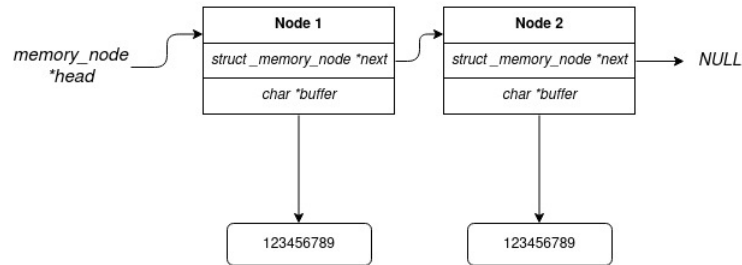 memory_node
*head
Node 1
struct _memory_node *next
char *buffer
123456789
Node 2
struct _memory_node *next
char *buffer
123456789
NULL